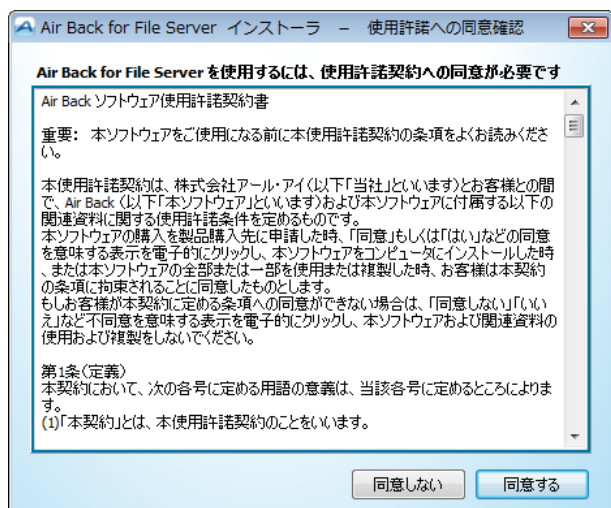 Air Back for File Server インストーラ － 使用許諾への同意確認
Air Back for File Server を使用するには、使用許諾契約への同意が必要です
Air Back ソフトウェア使用許諾契約書
重要： 本ソフトウェアをご使用になる前に本使用許諾契約の条項をよくお読みくださ
い。
本使用許諾契約は、株式会社アール・アイ（以下「当社」といいます）とお客様との間
で、Air Back （以下「本ソフトウェア」といいます）および本ソフトウェアに付属する以下の
関連資料に関する使用許諾条件を定めるものです。
本ソフトウェアの購入を製品購入先に申請した時、「同意」もしくは「はい」などの同意
を意味する表示を電子的にクリックし、本ソフトウェアをコンピュータにインストールした時
、または本ソフトウェアの全部または一部を使用または複製した時、お客様は本契約
の条項に拘束されることに同意したものとします。
もしお客様が本契約に定める条項への同意ができない場合は、「同意しない」「いい
え」など不同意を意味する表示を電子的にクリックし、本ソフトウェアおよび関連資料の
使用および複製をしないでください。
第1条（定義）
本契約において、次の各号に定める用語の意義は、当該各号に定めるところによりま
す。
(1)「本契約」とは、本使用許諾契約のことをいいます。
同意しない
同意する